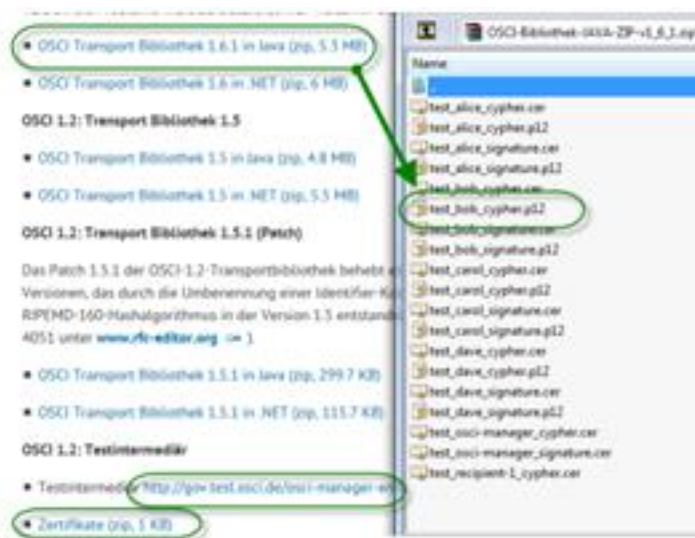 • OSCI Transport Bibliothek 1.6.1 in Java (zip, 5.3 MB)
• OSCI Transport Bibliothek 1.6 in .NET (zip, 6 MB)
OSCI 1.2: Transport Bibliothek 1.5
• OSCI Transport Bibliothek 1.5 in Java (zip, 4.8 MB)
• OSCI Transport Bibliothek 1.5 in .NET (zip, 5.5 MB)
OSCI 1.2: Transport Bibliothek 1.5.1 (Patch)
Das Patch 1.5.1 der OSCI-1.2-Transportbibliothek behebt
Versionen, das durch die Umbenennung einer Identifier-
RIPEMD-160-Hashalgorithmus in der Version 1.5
4051 unter www.rfc-editor.org 1
• OSCI Transport Bibliothek 1.5.1 in Java (zip, 299.7 KB)
• OSCI Transport Bibliothek 1.5.1 in .NET (zip, 115.7 KB)
OSCI 1.2: Testintermediär
• Testintermediär http://gov.test.osci.de/osci-manager-
• Zertifikate (zip, 1 KB)
OSCI-Bibliothek-JAVA-ZIP-v1_6_1.zip
Name
..
test_alice_cypher.cer
test_alice_cypher.p12
test_alice_signature.cer
test_alice_signature.p12
test_bob_cypher.cer
test_bob_cypher.p12
test_bob_signature.cer
test_bob_signature.p12
test_carol_cypher.cer
test_carol_cypher.p12
test_carol_signature.cer
test_carol_signature.p12
test_dave_cypher.cer
test_dave_cypher.p12
test_dave_signature.cer
test_dave_signature.p12
test_osci-manager_cypher.cer
test_osci-manager_signature.cer
test_recipient-1_cypher.cer